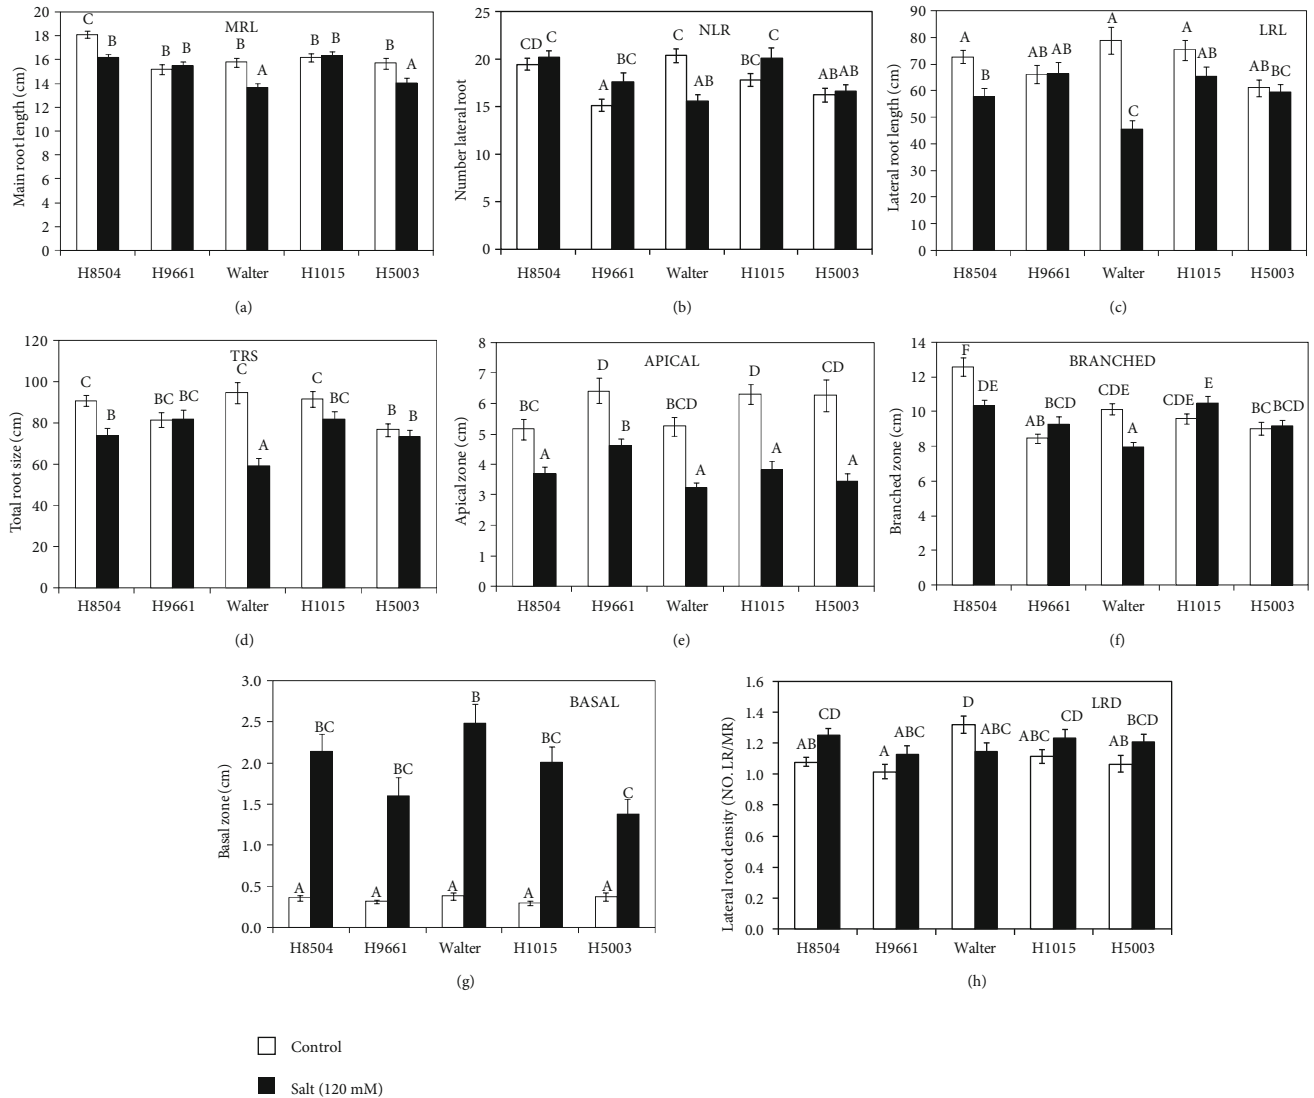 20
18
16
14
12
10
8
6
4
2
0
Main root length (cm)
MRL
C
B
B
B
B
A
B
B
B
A
H8504
H9661
Walter
H1015
H5003
(a)
25
20
15
10
5
0
Number lateral root
NLR
CD
C
A
BC
C
AB
BC
C
AB
AB
H8504
H9661
Walter
H1015
H5003
(b)
90
80
70
60
50
40
30
20
10
0
Lateral root length (cm)
LRL
A
B
AB
AB
A
C
A
AB
AB
BC
H8504
H9661
Walter
H1015
H5003
(c)
120
100
80
60
40
20
0
Total root size (cm)
TRS
C
B
BC
BC
C
A
C
BC
B
B
H8504
H9661
Walter
H1015
H5003
(d)
8
7
6
5
4
3
2
1
0
Apical zone (cm)
APICAL
BC
A
D
B
BCD
A
D
A
CD
A
H8504
H9661
Walter
H1015
H5003
(e)
14
12
10
8
6
4
2
0
Branched zone (cm)
BRANCHED
F
DE
AB
BCD
CDE
A
CDE
E
BC
BCD
H8504
H9661
Walter
H1015
H5003
(f)
3.0
2.5
2.0
1.5
1.0
0.5
0.0
Basal zone (cm)
BASAL
A
BC
A
BC
A
B
A
BC
A
C
H8504
H9661
Walter
H1015
H5003
(g)
1.6
1.4
1.2
1.0
0.8
0.6
0.4
0.2
0.0
Lateral root density (NO. LR/MR)
LRD
AB
CD
A
ABC
D
ABC
ABC
CD
AB
BCD
H8504
H9661
Walter
H1015
H5003
(h)
Control
Salt (120 mM)